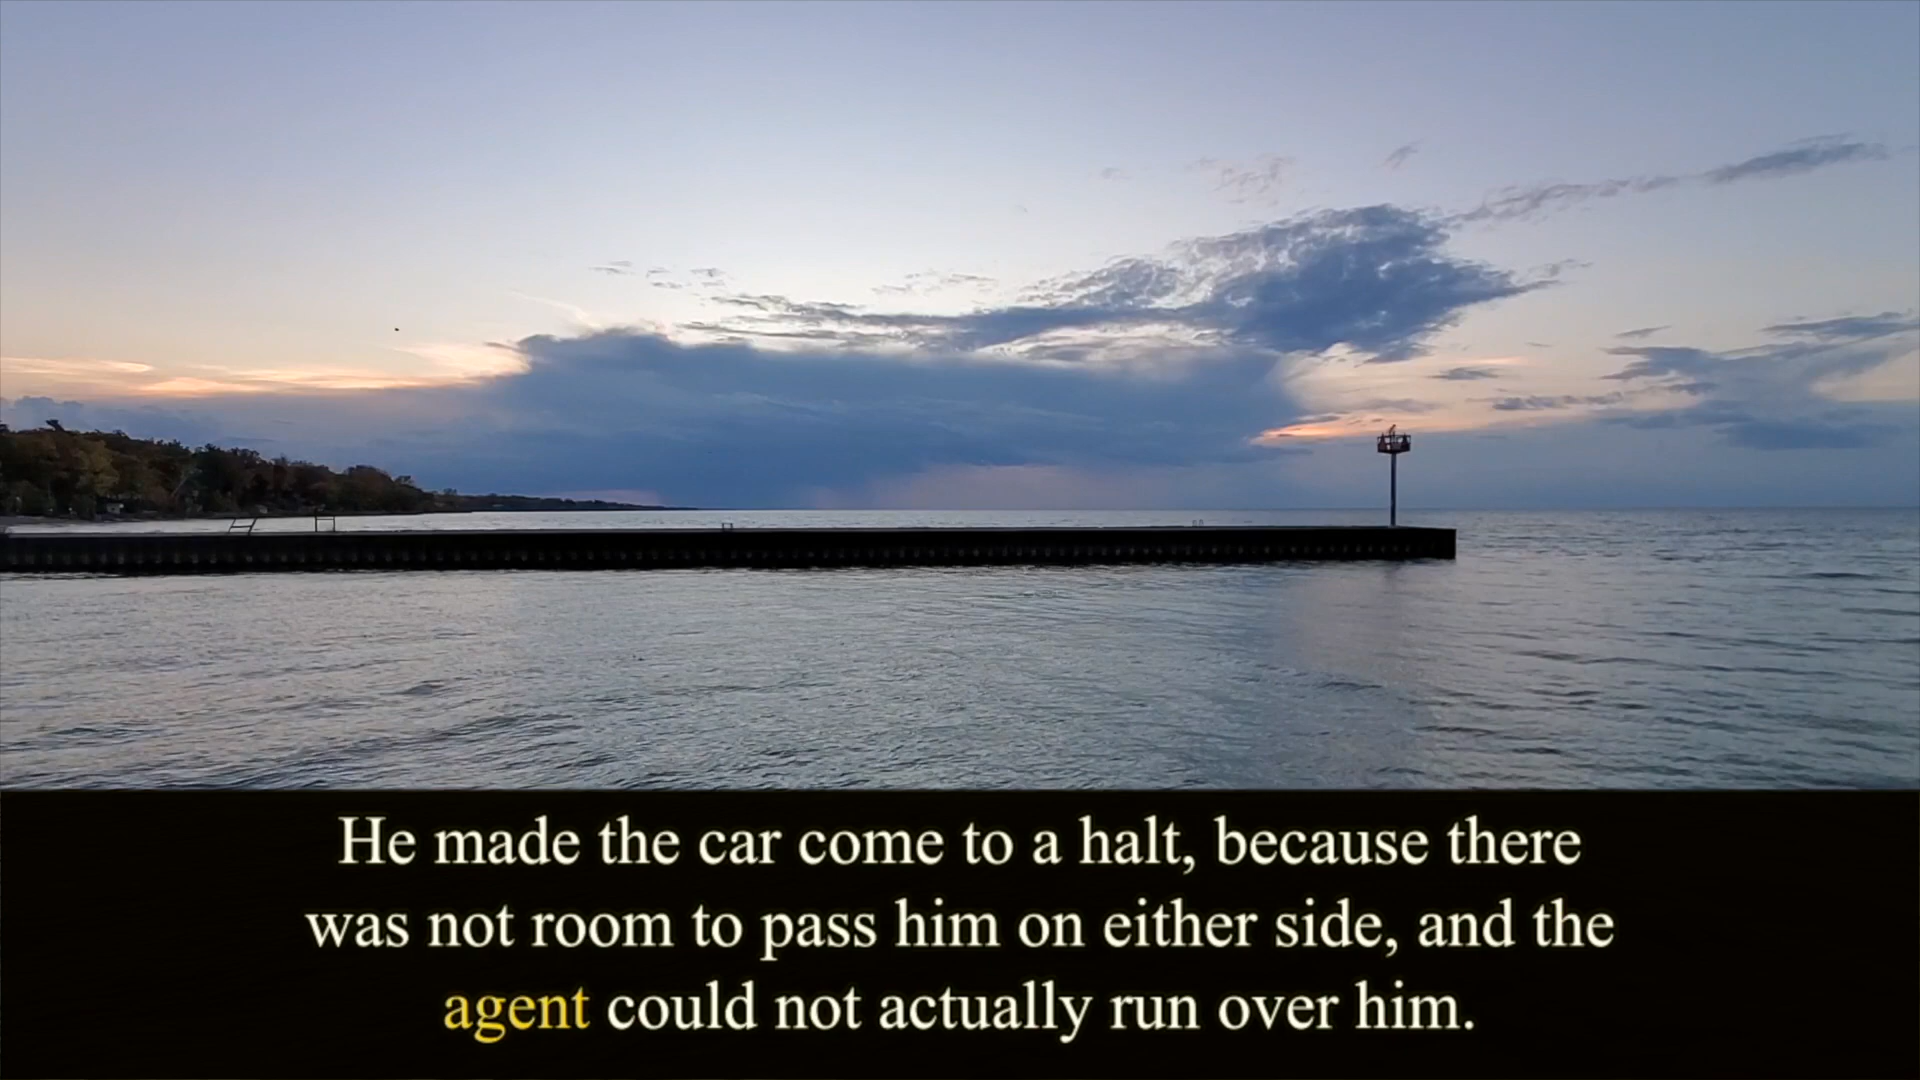 He made the car come to a halt, because there
was not room to pass him on either side, and the
agent could not actually run over him.